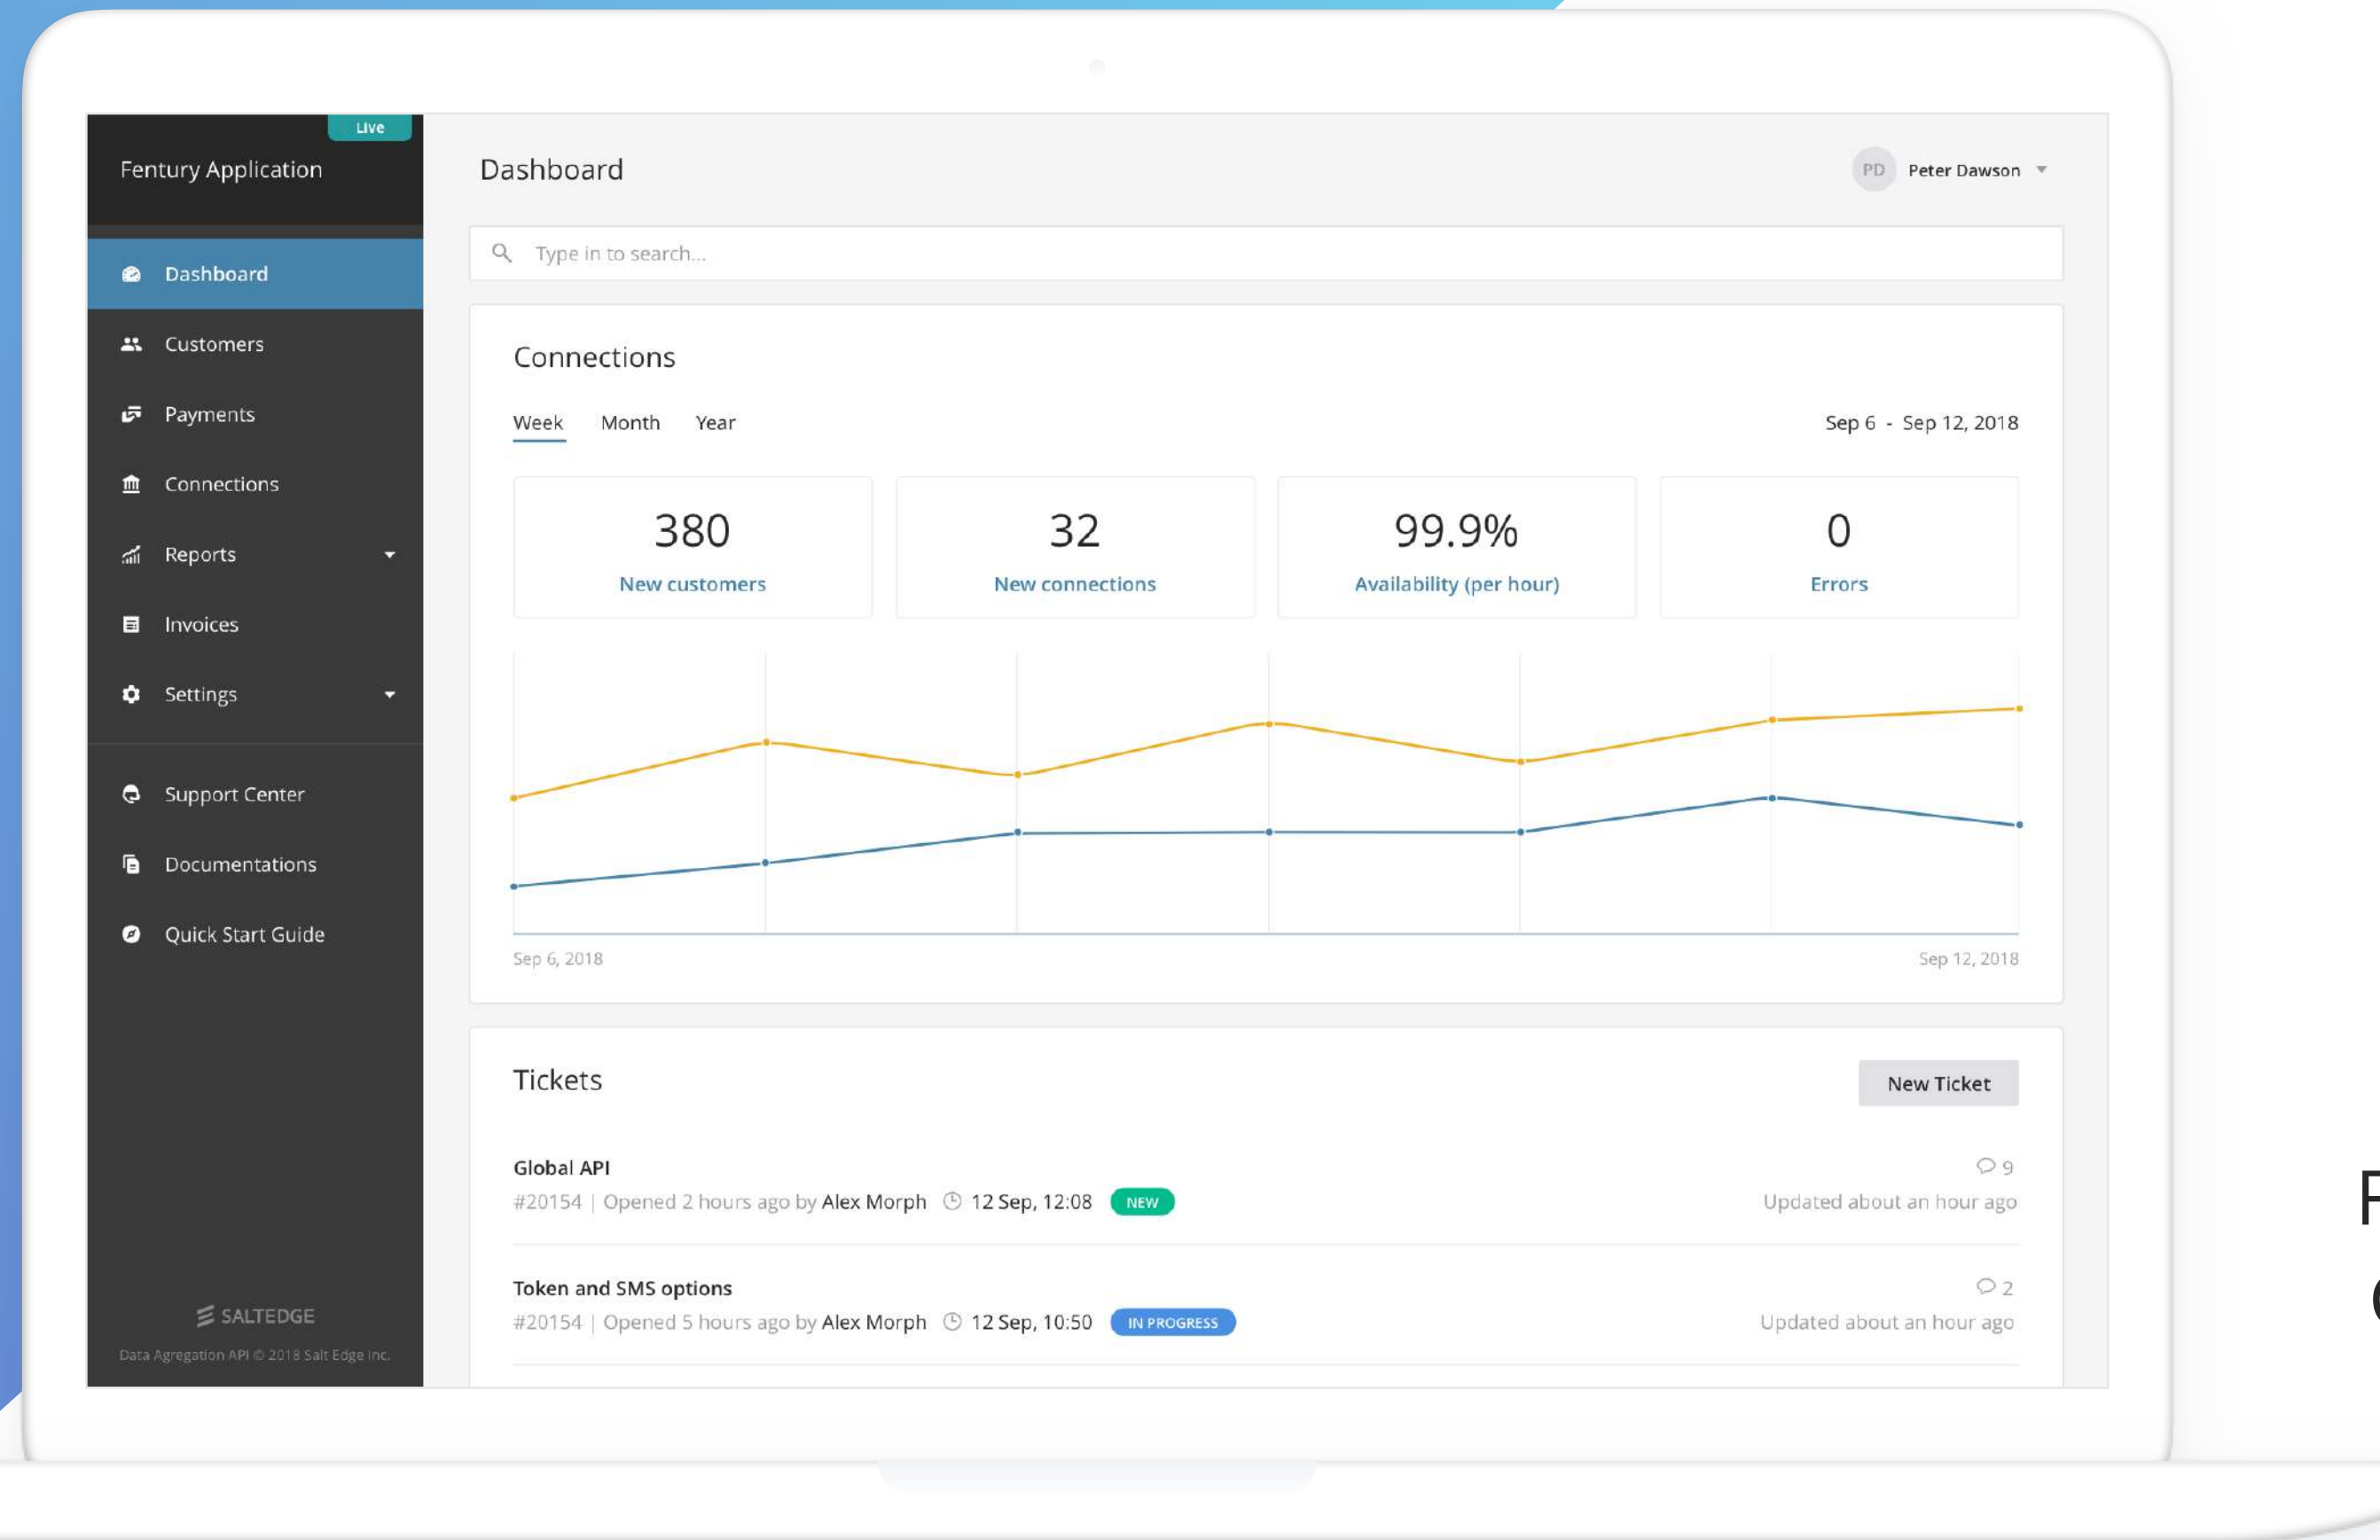 Live
Fentury Application
Dashboard
Customers
Payments
Connections
Reports
Invoices
Settings
Support Center
Documentations
Quick Start Guide
SALTEDGE
Data Agregation API © 2018 Salt Edge Inc.
Dashboard
PD Peter Dawson
Type in to search...
Connections
Week Month Year
Sep 6 - Sep 12, 2018
380
New customers
32
New connections
99.9%
Availability (per hour)
0
Errors
Sep 6, 2018
Sep 12, 2018
Tickets
New Ticket
Global API
9
#20154 | Opened 2 hours ago by Alex Morph 12 Sep, 12:08 NEW
Updated about an hour ago
Token and SMS options
2
#20154 | Opened 5 hours ago by Alex Morph 12 Sep, 10:50 IN PROGRESS
Updated about an hour ago